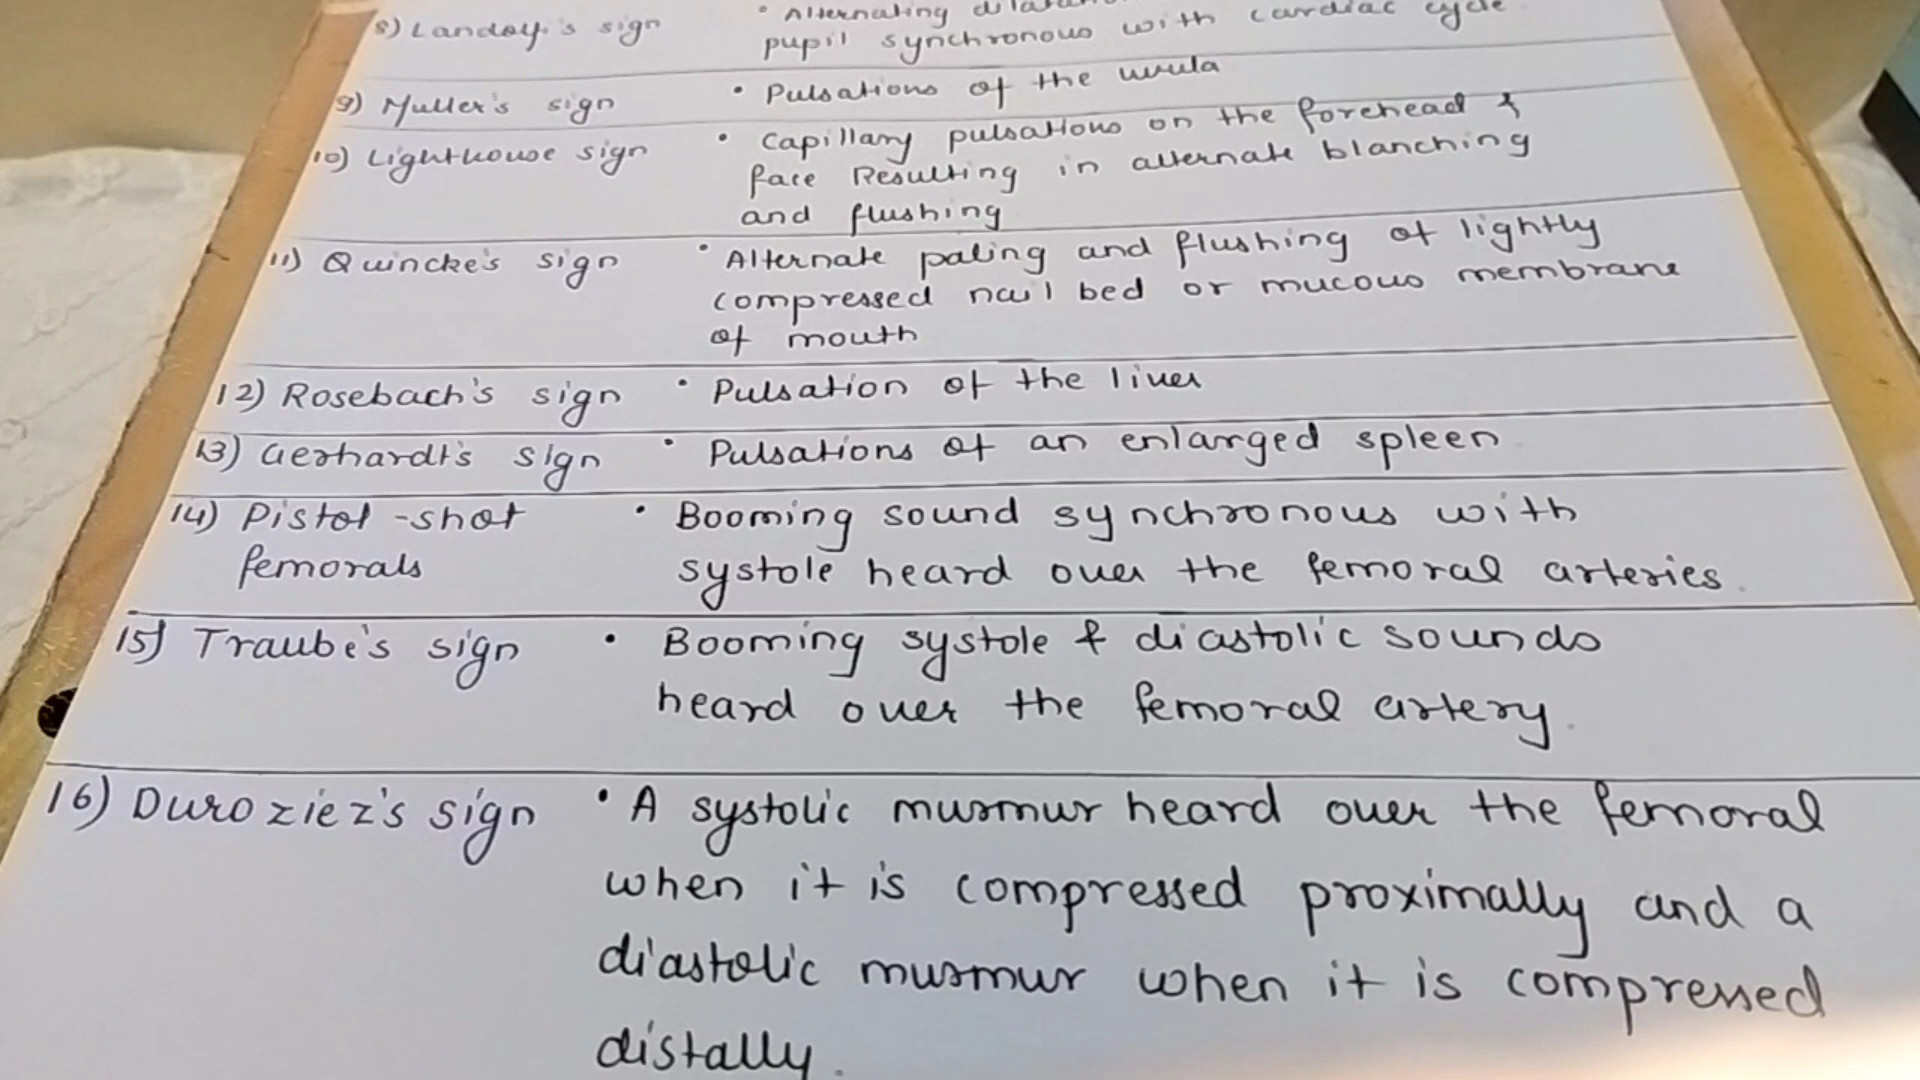 8) Landolfi's sign • Alternating
pupil synchronous with cardiac cycle
9) Muller's sign • Pulsations of the uvula
10) Lighthouse sign • Capillary pulsations on the forehead &
face Resulting in alternate blanching
and flushing
11) Quincke's sign • Alternate paling and flushing of lightly
compressed nail bed or mucous membrane
of mouth
12) Rosebach's sign • Pulsation of the liver
13) Gerhardt's sign • Pulsations of an enlarged spleen
14) Pistol-shot • Booming sound synchronous with
femorals systole heard over the femoral arteries.
15) Traube's sign • Booming systole & diastolic sounds
heard over the femoral artery.
16) Duroziez's sign • A systolic murmur heard over the femoral
when it is compressed proximally and a
diastolic murmur when it is compressed
distally.